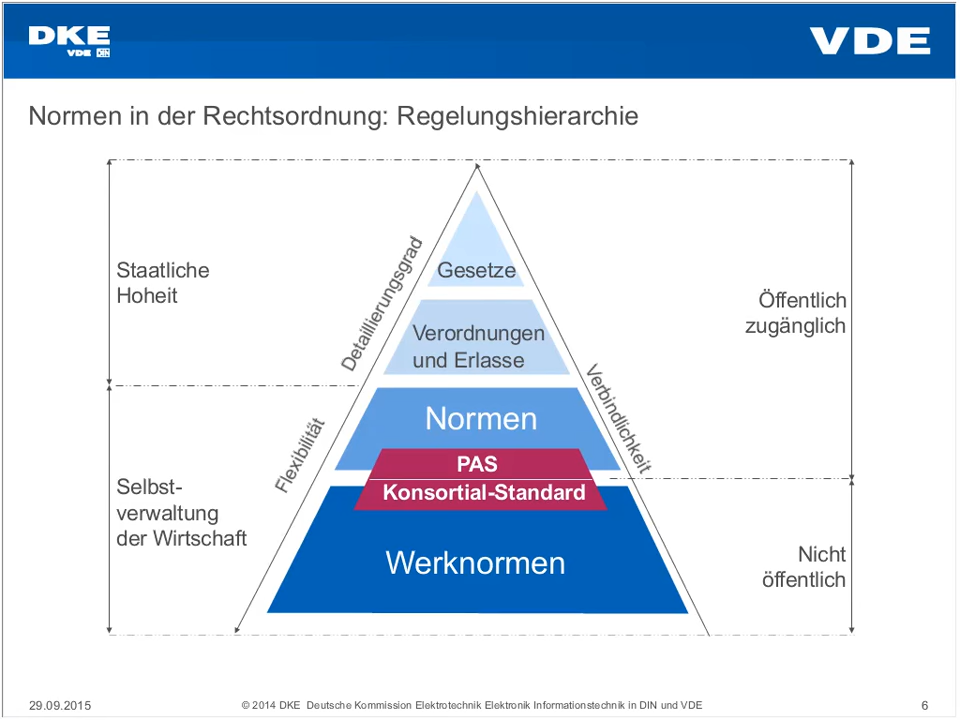 DKE
VDE DIN
VDE
Normen in der Rechtsordnung: Regelungshierarchie
Staatliche
Hoheit
Selbst-
verwaltung
der Wirtschaft
Detaillierungsgrad
Flexibilität
Gesetze
Verordnungen
und Erlasse
Normen
PAS
Konsortial-Standard
Werknormen
Verbindlichkeit
Öffentlich
zugänglich
Nicht
öffentlich
29.09.2015
© 2014 DKE Deutsche Kommission Elektrotechnik Elektronik Informationstechnik in DIN und VDE
6